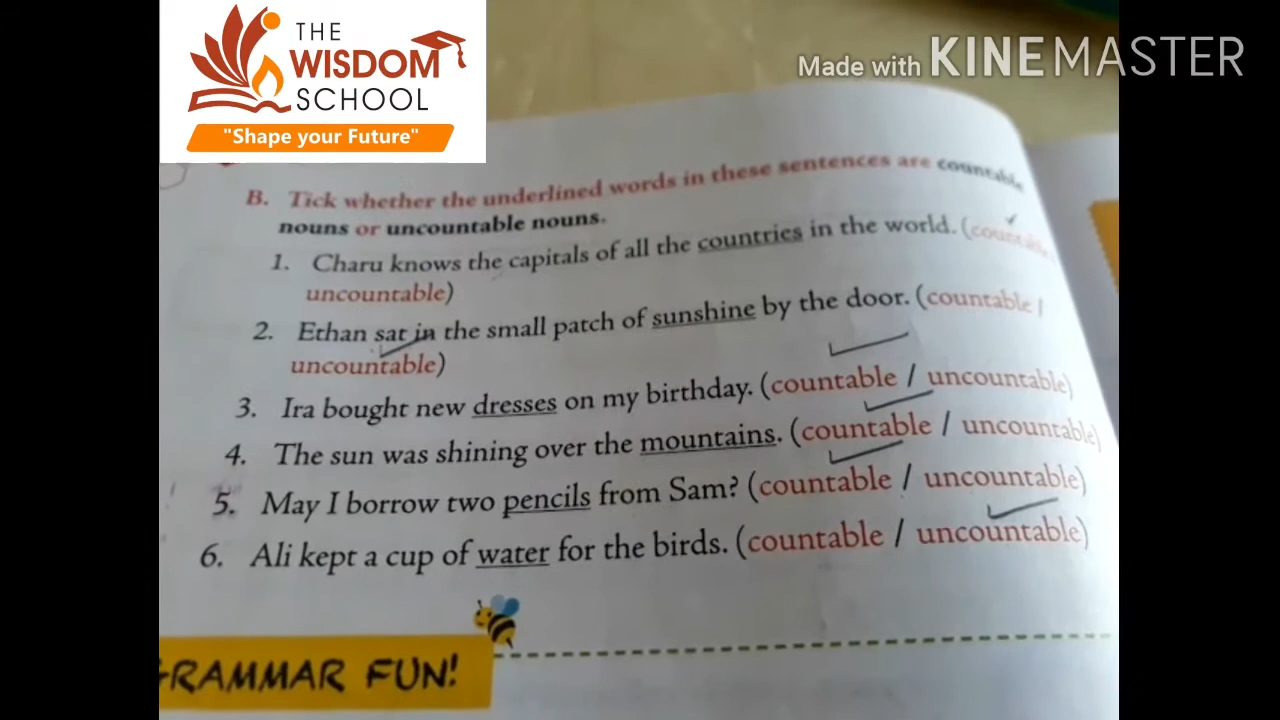 THE
WISDOM
SCHOOL
"Shape your Future"
Made with KINEMASTER
B. Tick whether the underlined words in these sentences are countable
nouns or uncountable nouns.
1. Charu knows the capitals of all the countries in the world. (countable
uncountable)
2. Ethan sat in the small patch of sunshine by the door. (countable /
uncountable)
3. Ira bought new dresses on my birthday. (countable / uncountable)
4. The sun was shining over the mountains. (countable / uncountable)
5. May I borrow two pencils from Sam? (countable / uncountable)
6. Ali kept a cup of water for the birds. (countable / uncountable)
GRAMMAR FUN!